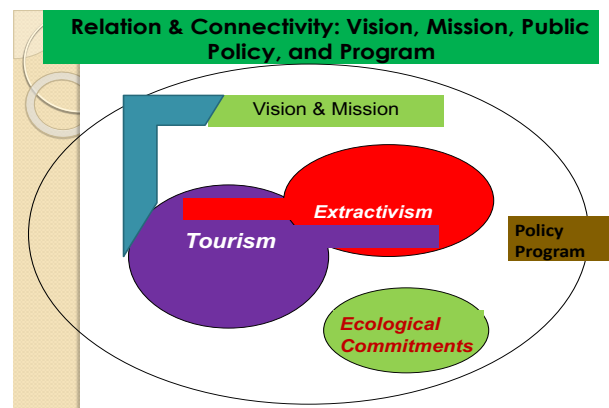 Relation & Connectivity: Vision, Mission, Public
Policy, and Program
Vision & Mission
Extractivism
Tourism
Policy
Program
Ecological
Commitments